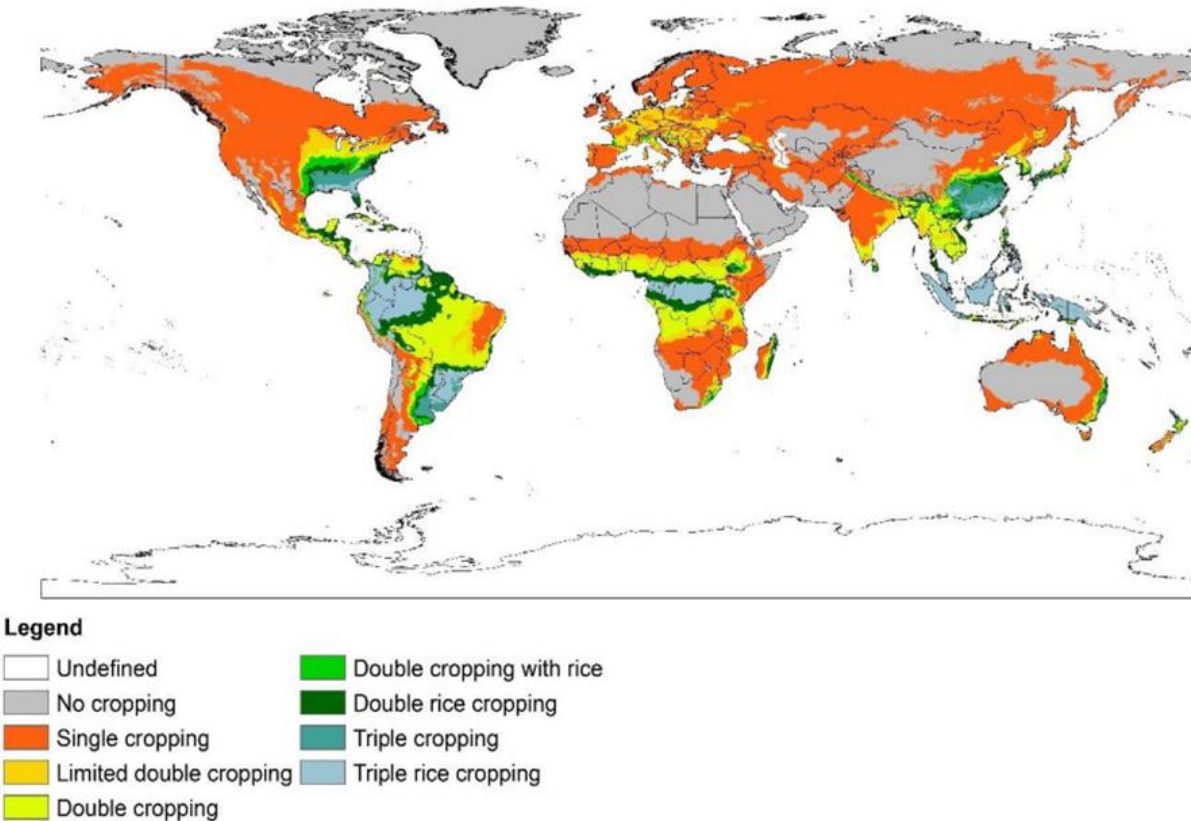 Legend
Undefined
No cropping
Single cropping
Limited double cropping
Double cropping
Double cropping with rice
Double rice cropping
Triple cropping
Triple rice cropping